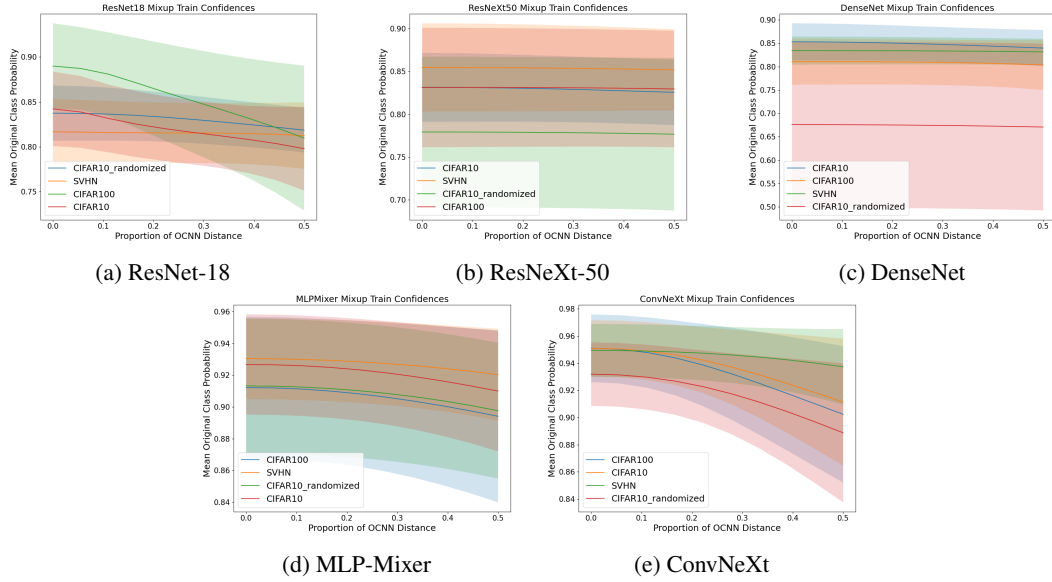 ResNet18 Mixup Train Confidences
Mean Original Class Probability
0.90
0.85
0.80
0.75
CIFAR10_randomized
SVHN
CIFAR100
CIFAR10
0.0 0.1 0.2 0.3 0.4 0.5
Proportion of OCNN Distance
(a) ResNet-18
ResNeXt50 Mixup Train Confidences
Mean Original Class Probability
0.90
0.85
0.80
0.75
0.70
CIFAR10
SVHN
CIFAR10_randomized
CIFAR100
0.0 0.1 0.2 0.3 0.4 0.5
Proportion of OCNN Distance
(b) ResNeXt-50
DenseNet Mixup Train Confidences
Mean Original Class Probability
0.90
0.85
0.80
0.75
0.70
0.65
0.60
0.55
0.50
CIFAR10
CIFAR100
SVHN
CIFAR10_randomized
0.0 0.1 0.2 0.3 0.4 0.5
Proportion of OCNN Distance
(c) DenseNet
MLPMixer Mixup Train Confidences
Mean Original Class Probability
0.96
0.94
0.92
0.90
0.88
0.86
0.84
CIFAR100
SVHN
CIFAR10_randomized
CIFAR10
0.0 0.1 0.2 0.3 0.4 0.5
Proportion of OCNN Distance
(d) MLP-Mixer
ConvNeXt Mixup Train Confidences
Mean Original Class Probability
0.98
0.96
0.94
0.92
0.90
0.88
0.86
0.84
CIFAR100
CIFAR10
SVHN
CIFAR10_randomized
0.0 0.1 0.2 0.3 0.4 0.5
Proportion of OCNN Distance
(e) ConvNeXt